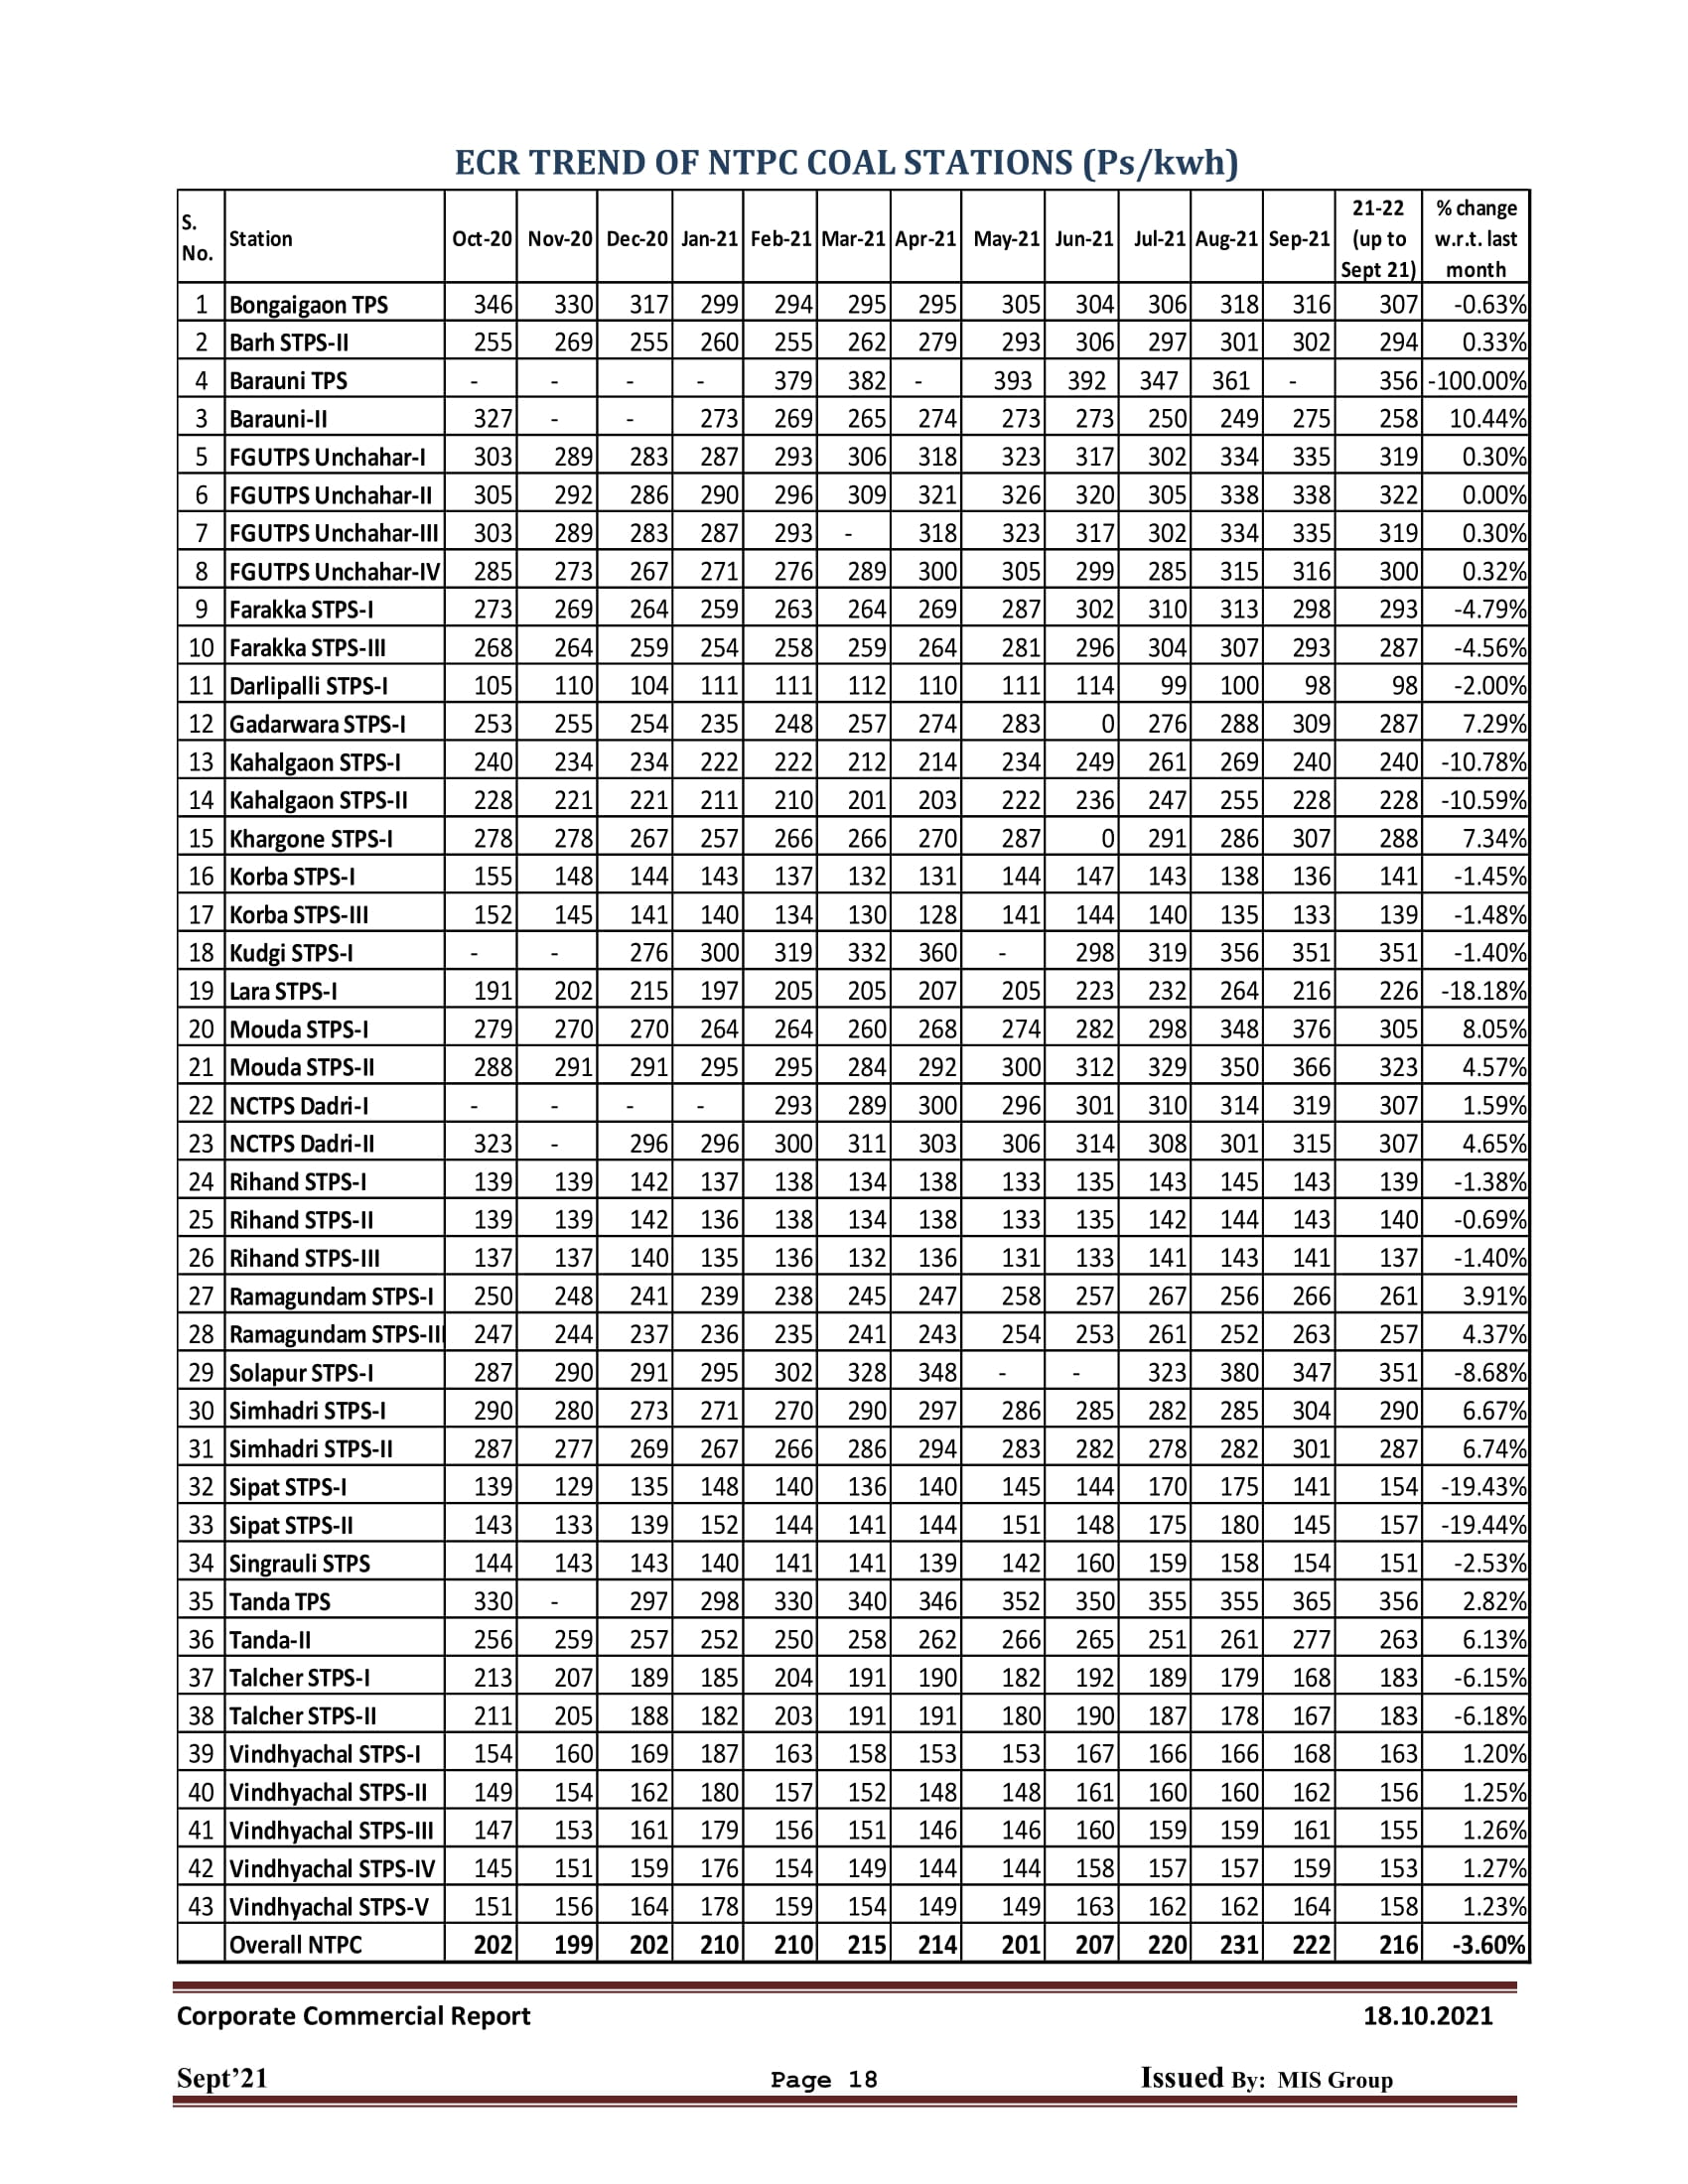 ECR TREND OF NTPC COAL STATIONS (Ps/kwh)
S. No. Station Oct-20 Nov-20 Dec-20 Jan-21 Feb-21 Mar-21 Apr-21 May-21 Jun-21 Jul-21 Aug-21 Sep-21 21-22 (up to Sept 21) % change w.r.t. last month
1 Bongaigaon TPS 346 330 317 299 294 295 295 305 304 306 318 316 307 -0.63%
2 Barh STPS-II 255 269 255 260 255 262 279 293 306 297 301 302 294 0.33%
4 Barauni TPS - - - - 379 382 - 393 392 347 361 - 356 -100.00%
3 Barauni-II 327 - - 273 269 265 274 273 273 250 249 275 258 10.44%
5 FGUTPS Unchahar-I 303 289 283 287 293 306 318 323 317 302 334 335 319 0.30%
6 FGUTPS Unchahar-II 305 292 286 290 296 309 321 326 320 305 338 338 322 0.00%
7 FGUTPS Unchahar-III 303 289 283 287 293 - 318 323 317 302 334 335 319 0.30%
8 FGUTPS Unchahar-IV 285 273 267 271 276 289 300 305 299 285 315 316 300 0.32%
9 Farakka STPS-I 273 269 264 259 263 264 269 287 302 310 313 298 293 -4.79%
10 Farakka STPS-III 268 264 259 254 258 259 264 281 296 304 307 293 287 -4.56%
11 Darlipalli STPS-I 105 110 104 111 111 112 110 111 114 99 100 98 98 -2.00%
12 Gadarwara STPS-I 253 255 254 235 248 257 274 283 0 276 288 309 287 7.29%
13 Kahalgaon STPS-I 240 234 234 222 222 212 214 234 249 261 269 240 240 -10.78%
14 Kahalgaon STPS-II 228 221 221 211 210 201 203 222 236 247 255 228 228 -10.59%
15 Khargone STPS-I 278 278 267 257 266 266 270 287 0 291 286 307 288 7.34%
16 Korba STPS-I 155 148 144 143 137 132 131 144 147 143 138 136 141 -1.45%
17 Korba STPS-III 152 145 141 140 134 130 128 141 144 140 135 133 139 -1.48%
18 Kudgi STPS-I - - 276 300 319 332 360 - 298 319 356 351 351 -1.40%
19 Lara STPS-I 191 202 215 197 205 205 207 205 223 232 264 216 226 -18.18%
20 Mouda STPS-I 279 270 270 264 264 260 268 274 282 298 348 376 305 8.05%
21 Mouda STPS-II 288 291 291 295 295 284 292 300 312 329 350 366 323 4.57%
22 NCTPS Dadri-I - - - - 293 289 300 296 301 310 314 319 307 1.59%
23 NCTPS Dadri-II 323 - 296 296 300 311 303 306 314 308 301 315 307 4.65%
24 Rihand STPS-I 139 139 142 137 138 134 138 133 135 143 145 143 139 -1.38%
25 Rihand STPS-II 139 139 142 136 138 134 138 133 135 142 144 143 140 -0.69%
26 Rihand STPS-III 137 137 140 135 136 132 136 131 133 141 143 141 137 -1.40%
27 Ramagundam STPS-I 250 248 241 239 238 245 247 258 257 267 256 266 261 3.91%
28 Ramagundam STPS-III 247 244 237 236 235 241 243 254 253 261 252 263 257 4.37%
29 Solapur STPS-I 287 290 291 295 302 328 348 - - 323 380 347 351 -8.68%
30 Simhadri STPS-I 290 280 273 271 270 290 297 286 285 282 285 304 290 6.67%
31 Simhadri STPS-II 287 277 269 267 266 286 294 283 282 278 282 301 287 6.74%
32 Sipat STPS-I 139 129 135 148 140 136 140 145 144 170 175 141 154 -19.43%
33 Sipat STPS-II 143 133 139 152 144 141 144 151 148 175 180 145 157 -19.44%
34 Singrauli STPS 144 143 143 140 141 141 139 142 160 159 158 154 151 -2.53%
35 Tanda TPS 330 - 297 298 330 340 346 352 350 355 355 365 356 2.82%
36 Tanda-II 256 259 257 252 250 258 262 266 265 251 261 277 263 6.13%
37 Talcher STPS-I 213 207 189 185 204 191 190 182 192 189 179 168 183 -6.15%
38 Talcher STPS-II 211 205 188 182 203 191 191 180 190 187 178 167 183 -6.18%
39 Vindhyachal STPS-I 154 160 169 187 163 158 153 153 167 166 166 168 163 1.20%
40 Vindhyachal STPS-II 149 154 162 180 157 152 148 148 161 160 160 162 156 1.25%
41 Vindhyachal STPS-III 147 153 161 179 156 151 146 146 160 159 159 161 155 1.26%
42 Vindhyachal STPS-IV 145 151 159 176 154 149 144 144 158 157 157 159 153 1.27%
43 Vindhyachal STPS-V 151 156 164 178 159 154 149 149 163 162 162 164 158 1.23%
Overall NTPC 202 199 202 210 210 215 214 201 207 220 231 222 216 -3.60%
Corporate Commercial Report 18.10.2021
Sept’21 Page 18 Issued By: MIS Group